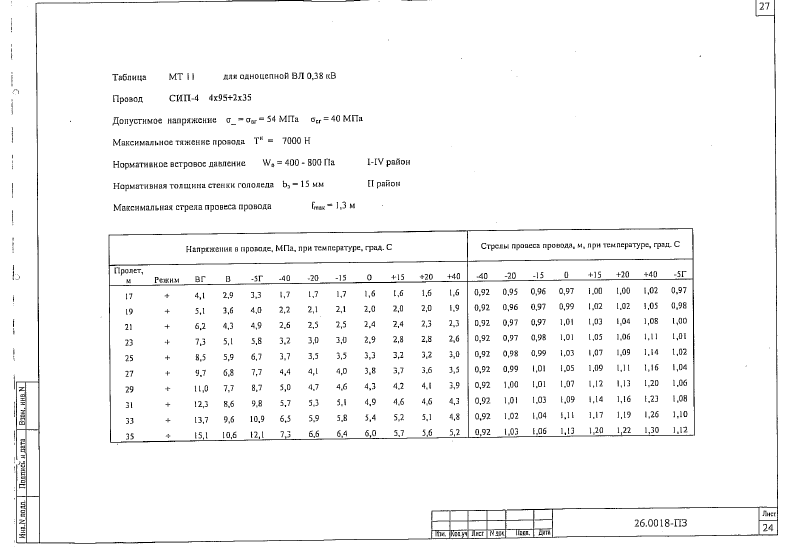 27
Таблица МТ 11 для одноцепной ВЛ 0,38 кВ
Провод СИП-4 4х95+2х35
Допустимое напряжение σ_ = σсг = 54 МПа σсг = 40 МПа
Максимальное тяжение провода Tн = 7000 Н
Нормативное ветровое давление Wо = 400 - 800 Па I-IV район
Нормативная толщина стенки гололеда bэ = 15 мм II район
Максимальная стрела провеса провода fmax = 1,3 м
Напряжения в проводе, МПа, при температуре, град. С Стрелы провеса провода, м, при температуре, град. С
Пролет, м Режим ВГ В -5Г -40 -20 -15 0 +15 +20 +40 -40 -20 -15 0 +15 +20 +40 -5Г
17 + 4,1 2,9 3,3 1,7 1,7 1,7 1,6 1,6 1,6 1,6 0,92 0,95 0,96 0,97 1,00 1,00 1,02 0,97
19 + 5,1 3,6 4,0 2,2 2,1 2,1 2,0 2,0 2,0 1,9 0,92 0,96 0,97 0,99 1,02 1,02 1,05 0,98
21 + 6,2 4,3 4,9 2,6 2,5 2,5 2,4 2,4 2,3 2,3 0,92 0,97 0,97 1,01 1,03 1,04 1,08 1,00
23 + 7,3 5,1 5,8 3,2 3,0 3,0 2,9 2,8 2,8 2,6 0,92 0,97 0,98 1,01 1,05 1,06 1,11 1,01
25 + 8,5 5,9 6,7 3,7 3,5 3,5 3,3 3,2 3,2 3,0 0,92 0,98 0,99 1,03 1,07 1,09 1,14 1,02
27 + 9,7 6,8 7,7 4,4 4,1 4,0 3,8 3,7 3,6 3,5 0,92 0,99 1,01 1,05 1,09 1,11 1,16 1,04
29 + 11,0 7,7 8,7 5,0 4,7 4,6 4,3 4,2 4,1 3,9 0,92 1,00 1,01 1,07 1,12 1,13 1,20 1,06
31 + 12,3 8,6 9,8 5,7 5,3 5,1 4,9 4,6 4,6 4,3 0,92 1,01 1,03 1,09 1,14 1,16 1,23 1,08
33 + 13,7 9,6 10,9 6,5 5,9 5,8 5,4 5,2 5,1 4,8 0,92 1,02 1,04 1,11 1,17 1,19 1,26 1,10
35 + 15,1 10,6 12,1 7,3 6,6 6,4 6,0 5,7 5,6 5,2 0,92 1,03 1,06 1,13 1,20 1,22 1,30 1,12
Взам. инв.N
Подпись и дата
Инв.N подл.
Изм. Кол.уч Лист N док Подп. Дата
26.0018-ПЗ
Лист
24